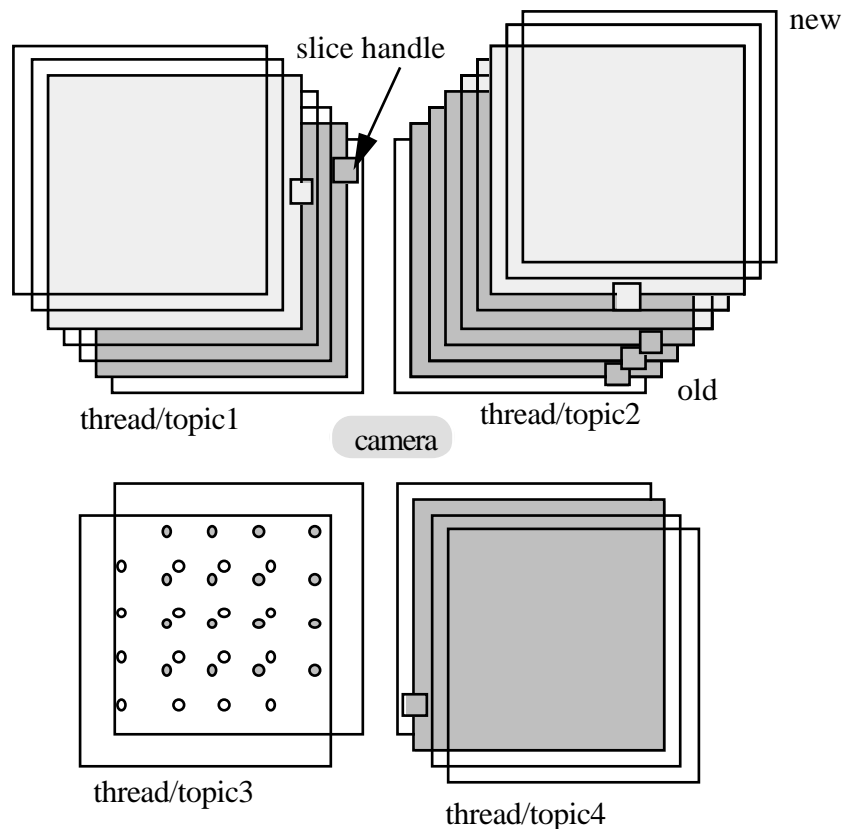 new
slice handle
old
thread/topic1
thread/topic2
camera
thread/topic3
thread/topic4